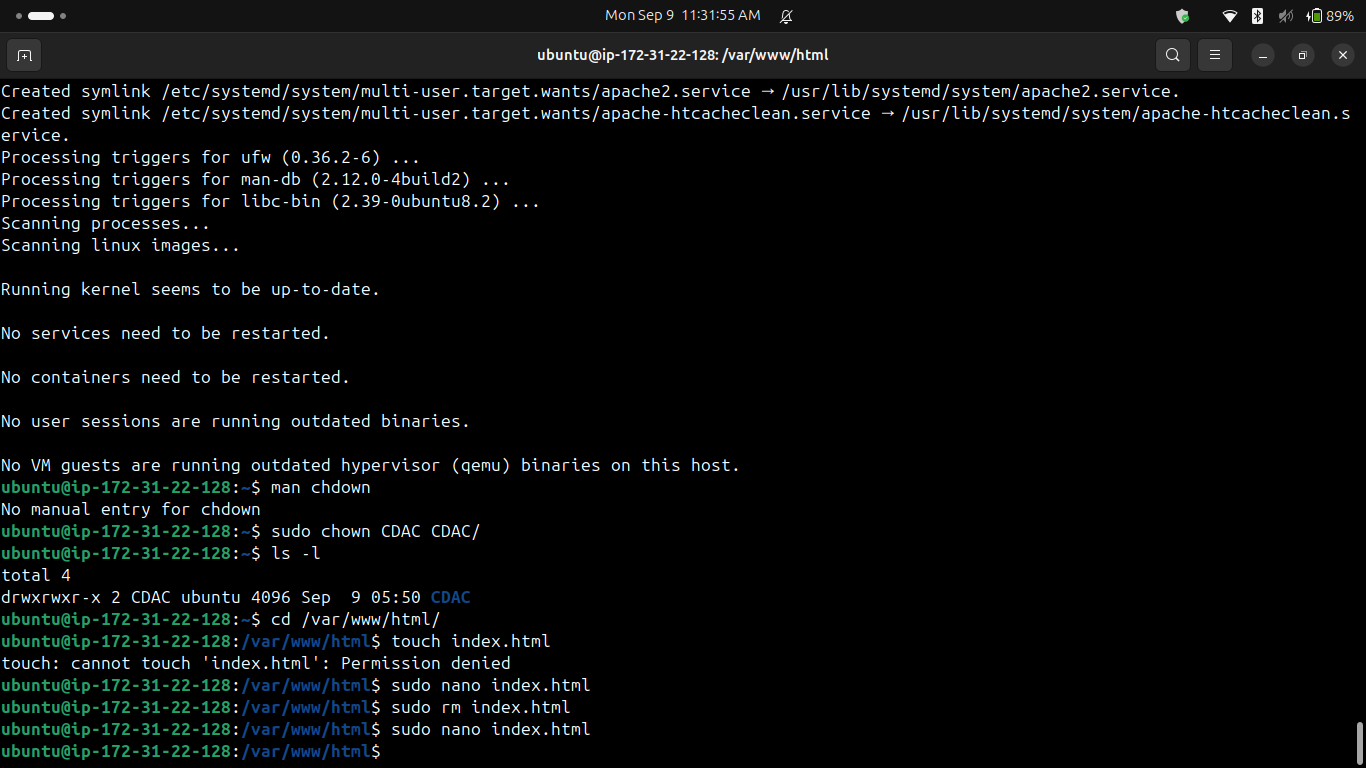 Mon Sep 9 11:31:55 AM
89%
ubuntu@ip-172-31-22-128: /var/www/html
Created symlink /etc/systemd/system/multi-user.target.wants/apache2.service → /usr/lib/systemd/system/apache2.service.
Created symlink /etc/systemd/system/multi-user.target.wants/apache-htcacheclean.service → /usr/lib/systemd/system/apache-htcacheclean.s
ervice.
Processing triggers for ufw (0.36.2-6) ...
Processing triggers for man-db (2.12.0-4build2) ...
Processing triggers for libc-bin (2.39-0ubuntu8.2) ...
Scanning processes...
Scanning linux images...
Running kernel seems to be up-to-date.
No services need to be restarted.
No containers need to be restarted.
No user sessions are running outdated binaries.
No VM guests are running outdated hypervisor (qemu) binaries on this host.
ubuntu@ip-172-31-22-128:~$ man chdown
No manual entry for chdown
ubuntu@ip-172-31-22-128:~$ sudo chown CDAC CDAC/
ubuntu@ip-172-31-22-128:~$ ls -l
total 4
drwxrwxr-x 2 CDAC ubuntu 4096 Sep  9 05:50 CDAC
ubuntu@ip-172-31-22-128:~$ cd /var/www/html/
ubuntu@ip-172-31-22-128:/var/www/html$ touch index.html
touch: cannot touch 'index.html': Permission denied
ubuntu@ip-172-31-22-128:/var/www/html$ sudo nano index.html
ubuntu@ip-172-31-22-128:/var/www/html$ sudo rm index.html
ubuntu@ip-172-31-22-128:/var/www/html$ sudo nano index.html
ubuntu@ip-172-31-22-128:/var/www/html$